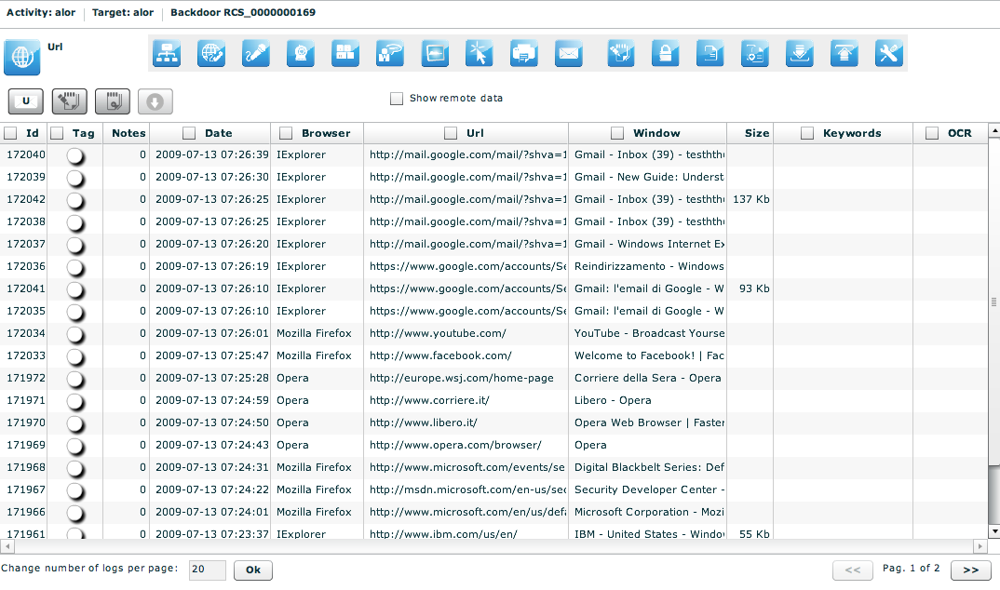 Activity: alor Target: alor Backdoor RCS_0000000169
Url
U
Show remote data
Id Tag Notes Date Browser Url Window Size Keywords OCR
172040 0 2009-07-13 07:26:39 IExplorer http://mail.google.com/mail/?shva=1 Gmail - Inbox (39) - testthth
172039 0 2009-07-13 07:26:30 IExplorer http://mail.google.com/mail/?shva=1 Gmail - New Guide: Underst
172042 0 2009-07-13 07:26:25 IExplorer http://mail.google.com/mail/?shva=1 Gmail - Inbox (39) - testthth 137 Kb
172038 0 2009-07-13 07:26:25 IExplorer http://mail.google.com/mail/?shva=1 Gmail - Inbox (39) - testthth
172037 0 2009-07-13 07:26:20 IExplorer http://mail.google.com/mail/?shva=1 Gmail - Windows Internet Ex
172036 0 2009-07-13 07:26:19 IExplorer https://www.google.com/accounts/Se Reindirizzamento - Windows
172041 0 2009-07-13 07:26:10 IExplorer https://www.google.com/accounts/Se Gmail: l'email di Google - W 93 Kb
172035 0 2009-07-13 07:26:10 IExplorer https://www.google.com/accounts/Se Gmail: l'email di Google - W
172034 0 2009-07-13 07:26:01 Mozilla Firefox http://www.youtube.com/ YouTube - Broadcast Yourse
172033 0 2009-07-13 07:25:47 Mozilla Firefox http://www.facebook.com/ Welcome to Facebook! | Fac
171972 0 2009-07-13 07:25:28 Opera http://europe.wsj.com/home-page Corriere della Sera - Opera
171971 0 2009-07-13 07:24:59 Opera http://www.corriere.it/ Libero - Opera
171970 0 2009-07-13 07:24:50 Opera http://www.libero.it/ Opera Web Browser | Faster
171969 0 2009-07-13 07:24:43 Opera http://www.opera.com/browser/ Opera
171968 0 2009-07-13 07:24:31 Mozilla Firefox http://www.microsoft.com/events/se Digital Blackbelt Series: Def
171967 0 2009-07-13 07:24:22 Mozilla Firefox http://msdn.microsoft.com/en-us/sec Security Developer Center -
171966 0 2009-07-13 07:24:01 Mozilla Firefox http://www.microsoft.com/en/us/defa Microsoft Corporation - Mozi
171961 0 2009-07-13 07:23:37 IExplorer http://www.ibm.com/us/en/ IBM - United States - Windo 55 Kb
Change number of logs per page: 20 Ok << Pag. 1 of 2 >>